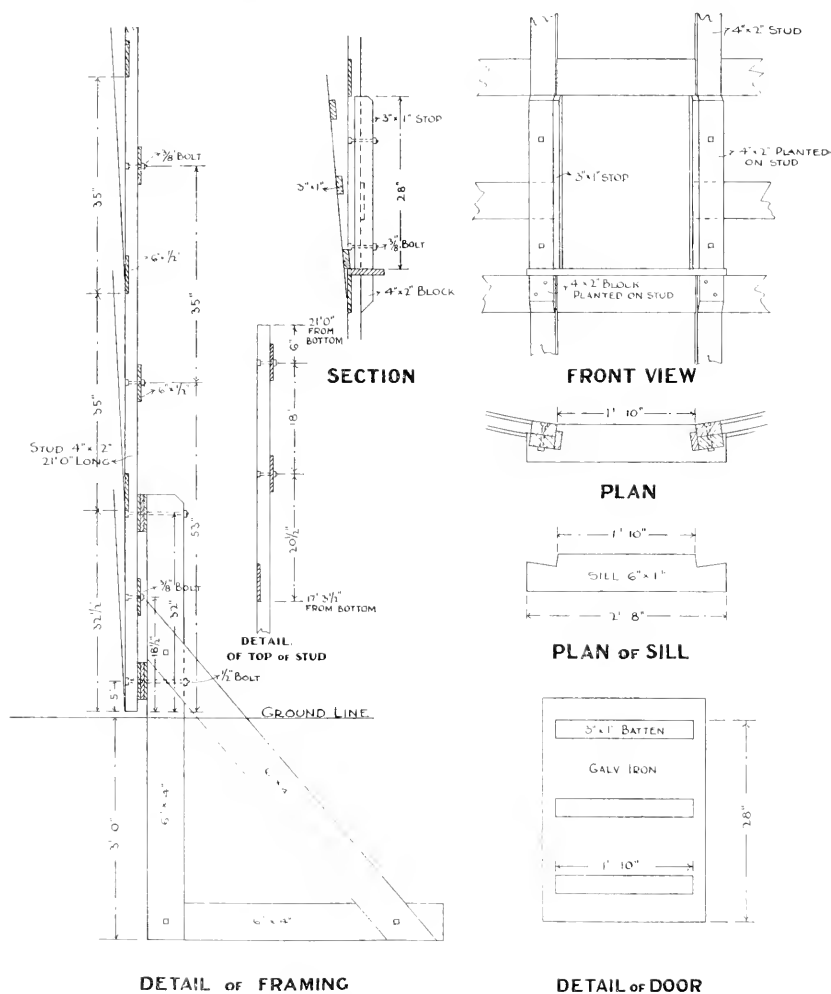 3/8" BOLT
35"
6"×1/2"
35"
35"
6"×1/2"
STUD 4"×2"
21'0" LONG
53"
3/8" BOLT
32 1/2"
32"
18 1/2"
1/2" BOLT
5"
GROUND LINE
3' 0"
6"×4"
6"×4"
DETAIL OF FRAMING
3"×1" STOP
3"×1"
28"
3/8" BOLT
4"×2" BLOCK
SECTION
21'0"
FROM
BOTTOM
6"
18"
20 1/2"
17' 3 1/2"
FROM BOTTOM
DETAIL.
OF TOP OF STUD
4"×2" STUD
4"×2" PLANTED
ON STUD
3"×1" STOP
4"×2" BLOCK
PLANTED ON STUD
FRONT VIEW
1' 10"
PLAN
1' 10"
SILL 6"×1"
2' 8"
PLAN OF SILL
3"×1" BATTEN
GALV IRON
28"
1' 10"
DETAIL OF DOOR